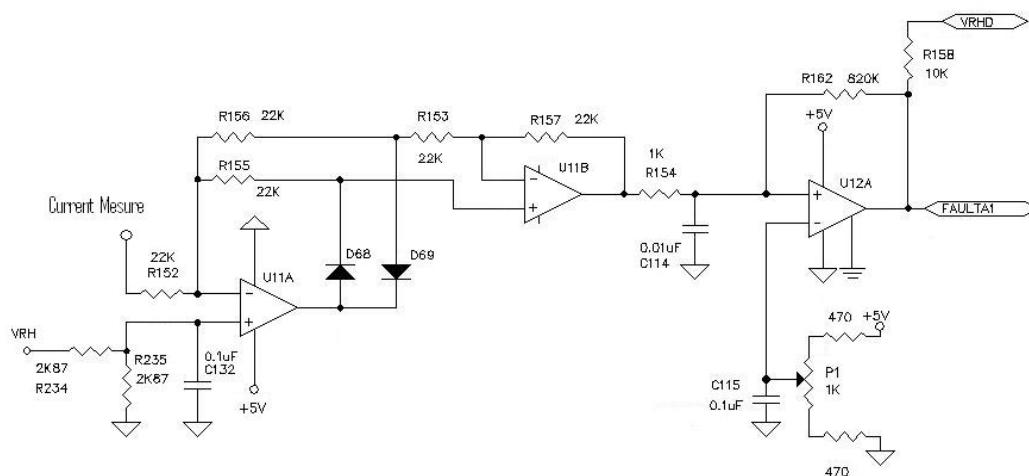 VRHD
R158
10K
R162 820K
+5V
R156 22K
R153
22K
R157 22K
R155
22K
U11B
1K
R154
U12A
FAULTA1
Current Mesure
22K
R152
U11A
D68
D69
0.01uF
C114
VRH
2K87
R234
R235
2K87
0.1uF
C132
+5V
470
+5V
P1
1K
C115
0.1uF
470
-
+
-
+
+
-